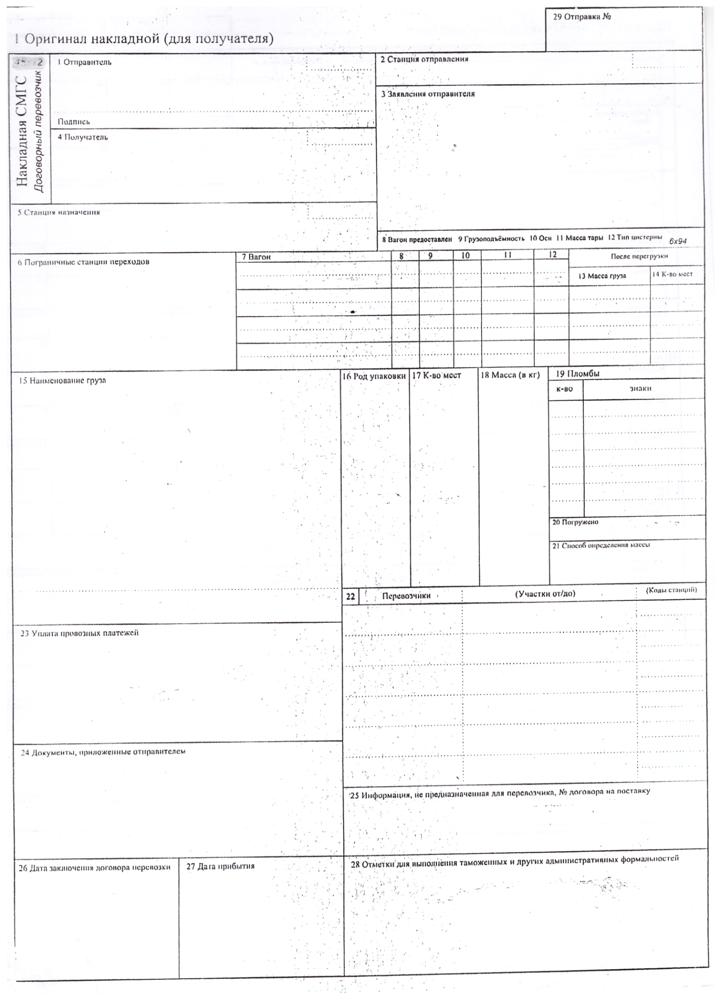 29 Отправка №
1 Оригинал накладной (для получателя)
Накладная СМГС
Договорный перевозчик
1 Отправитель
Подпись
2 Станция отправления
3 Заявления отправителя
4 Получатель
5 Станция назначения
8 Вагон предоставлен 9 Грузоподъёмность 10 Оси 11 Масса тары 12 Тип цистерны
6x94
6 Пограничные станции переходов
7 Вагон 8 9 10 11 12
После перегрузки
13 Масса груза 14 К-во мест
15 Наименование груза
16 Род упаковки
17 К-во мест
18 Масса (в кг)
19 Пломбы
к-во знаки
20 Погружено
21 Способ определения массы
22 Перевозчики (Участки от/до) (Коды станций)
23 Уплата провозных платежей
24 Документы, приложенные отправителем
25 Информация, не предназначенная для перевозчика, № договора на поставку
26 Дата заключения договора перевозки
27 Дата прибытия
28 Отметки для выполнения таможенных и других административных формальностей